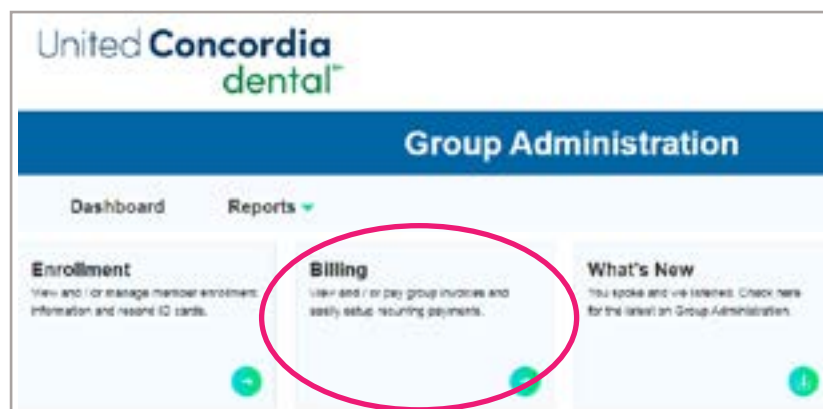 United Concordia
dental
Group Administration
Dashboard Reports
Enrollment
View and / or manage member enrollment
information and resend ID cards.
Billing
View and / or pay group invoices and
easily setup recurring payments.
What's New
You spoke and we listened. Check here
for the latest on Group Administration.